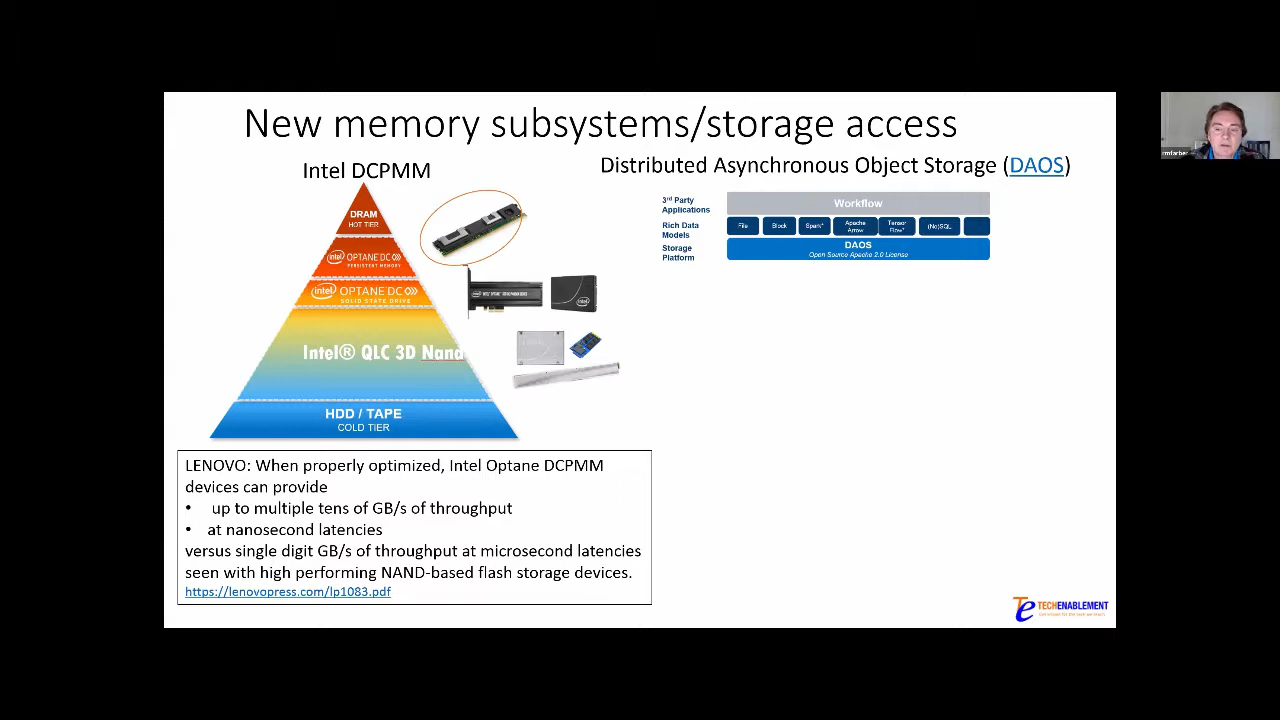 New memory subsystems/storage access
Intel DCPMM
DRAM
HOT TIER
intel OPTANE DC
PERSISTENT MEMORY
intel OPTANE DC
SOLID STATE DRIVE
Intel® QLC 3D Nand
HDD / TAPE
COLD TIER
LENOVO: When properly optimized, Intel Optane DCPMM
devices can provide
• up to multiple tens of GB/s of throughput
• at nanosecond latencies
versus single digit GB/s of throughput at microsecond latencies
seen with high performing NAND-based flash storage devices.
https://lenovopress.com/lp1083.pdf
Distributed Asynchronous Object Storage (DAOS)
3rd Party
Applications
Workflow
Rich Data
Models
File
Block
Spark*
Apache
Arrow
Tensor
Flow*
(No)SQL
Storage
Platform
DAOS
Open Source Apache 2.0 License
Te TECHENABLEMENT
rmfarber